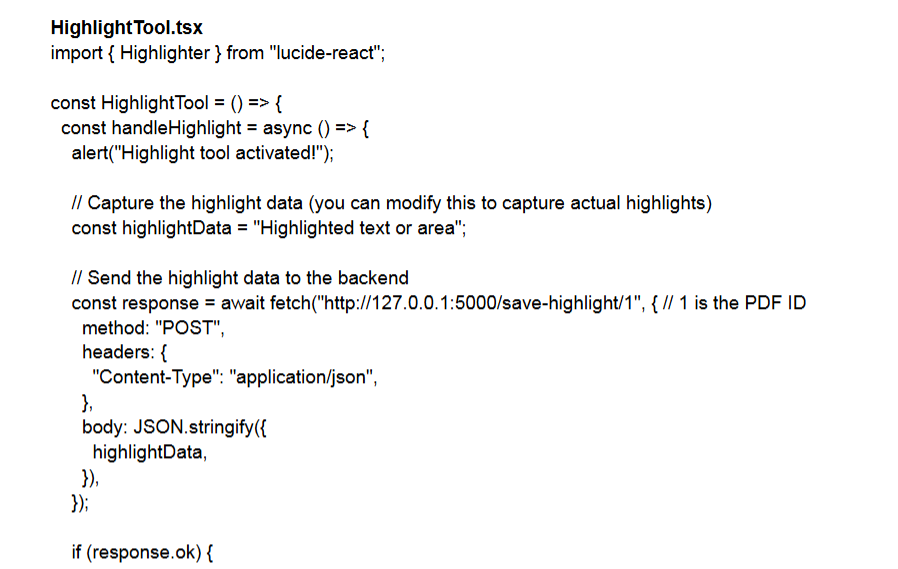 HighlightTool.tsx
import { Highlighter } from "lucide-react";
const HighlightTool = () => {
const handleHighlight = async () => {
alert("Highlight tool activated!");
// Capture the highlight data (you can modify this to capture actual highlights)
const highlightData = "Highlighted text or area";
// Send the highlight data to the backend
const response = await fetch("http://127.0.0.1:5000/save-highlight/1", { // 1 is the PDF ID
method: "POST",
headers: {
"Content-Type": "application/json",
},
body: JSON.stringify({
highlightData,
}),
});
if (response.ok) {